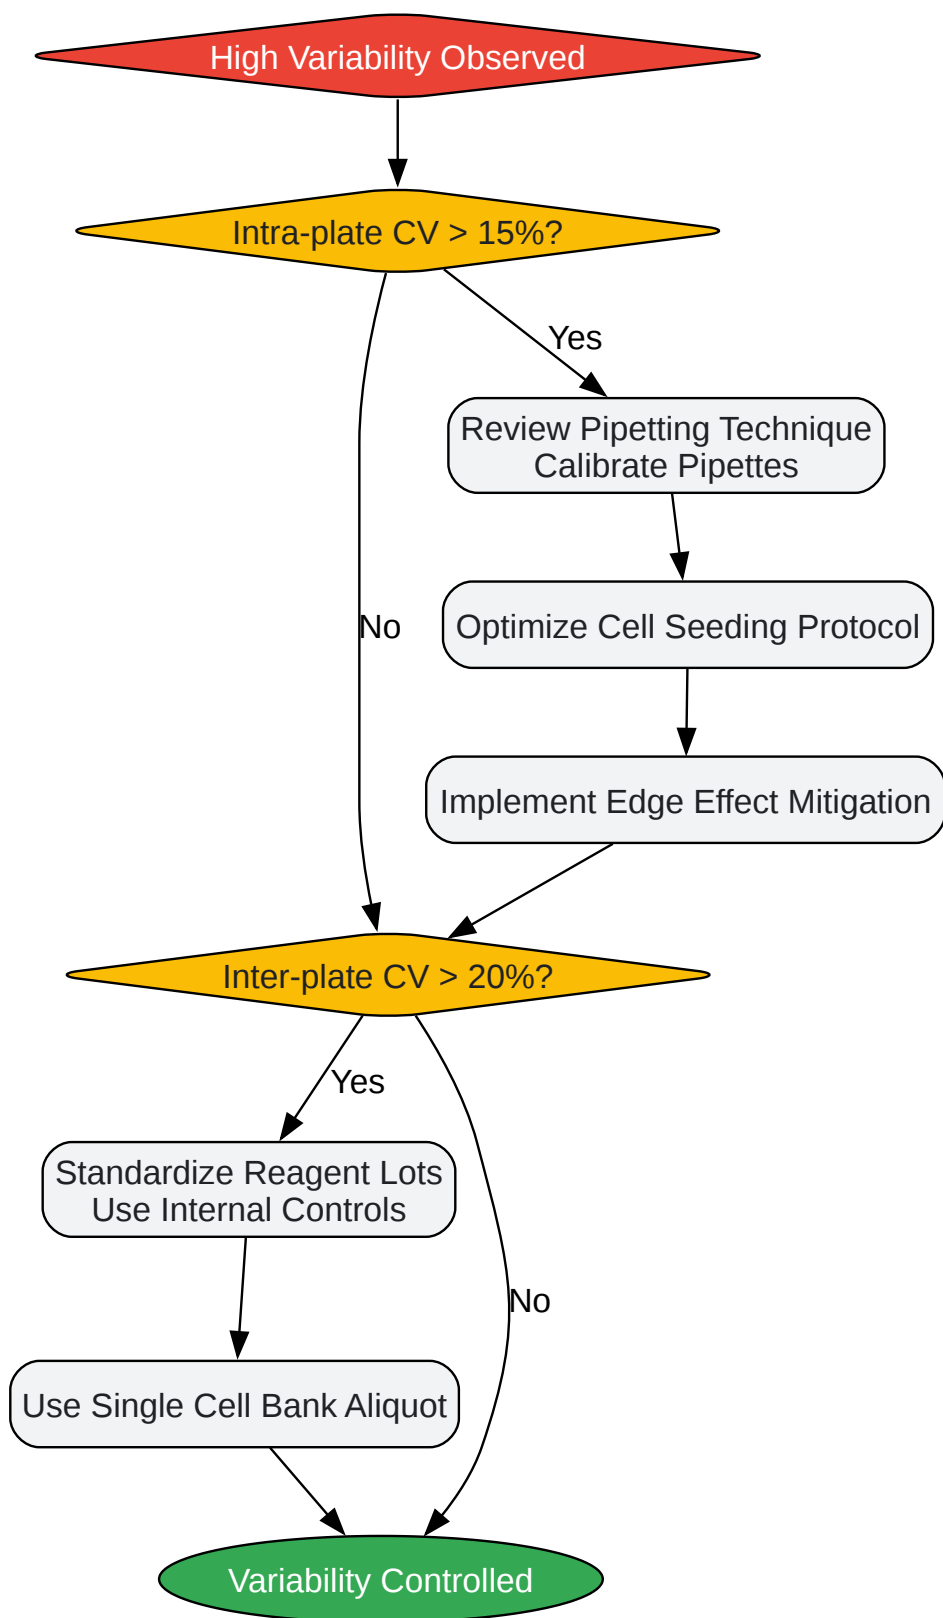 High Variability Observed
Intra-plate CV > 15%?
Yes
Review Pipetting Technique
Calibrate Pipettes
No
Optimize Cell Seeding Protocol
Implement Edge Effect Mitigation
Inter-plate CV > 20%?
Yes
Standardize Reagent Lots
Use Internal Controls
No
Use Single Cell Bank Aliquot
Variability Controlled